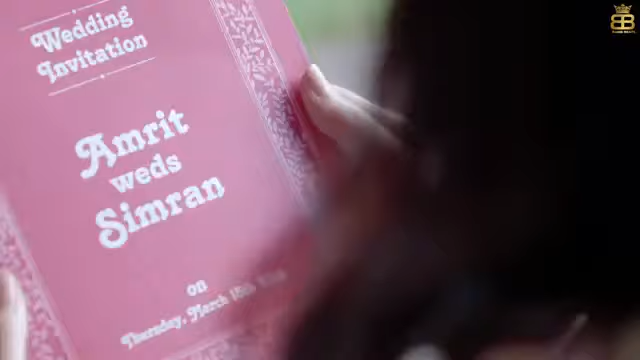 Wedding
Invitation
Amrit
weds
Simran
on
Thursday, March 15th